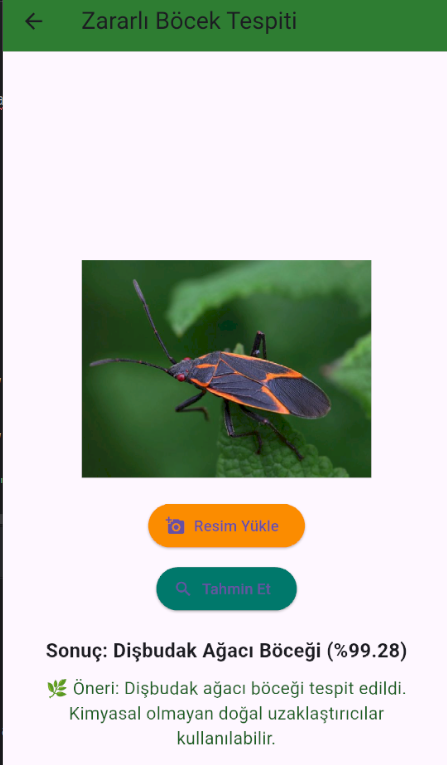 Zararlı Böcek Tespiti
Resim Yükle
Tahmin Et
Sonuç: Dişbudak Ağacı Böceği (%99.28)
🌿 Öneri: Dişbudak ağacı böceği tespit edildi.
Kimyasal olmayan doğal uzaklaştırıcılar
kullanılabilir.